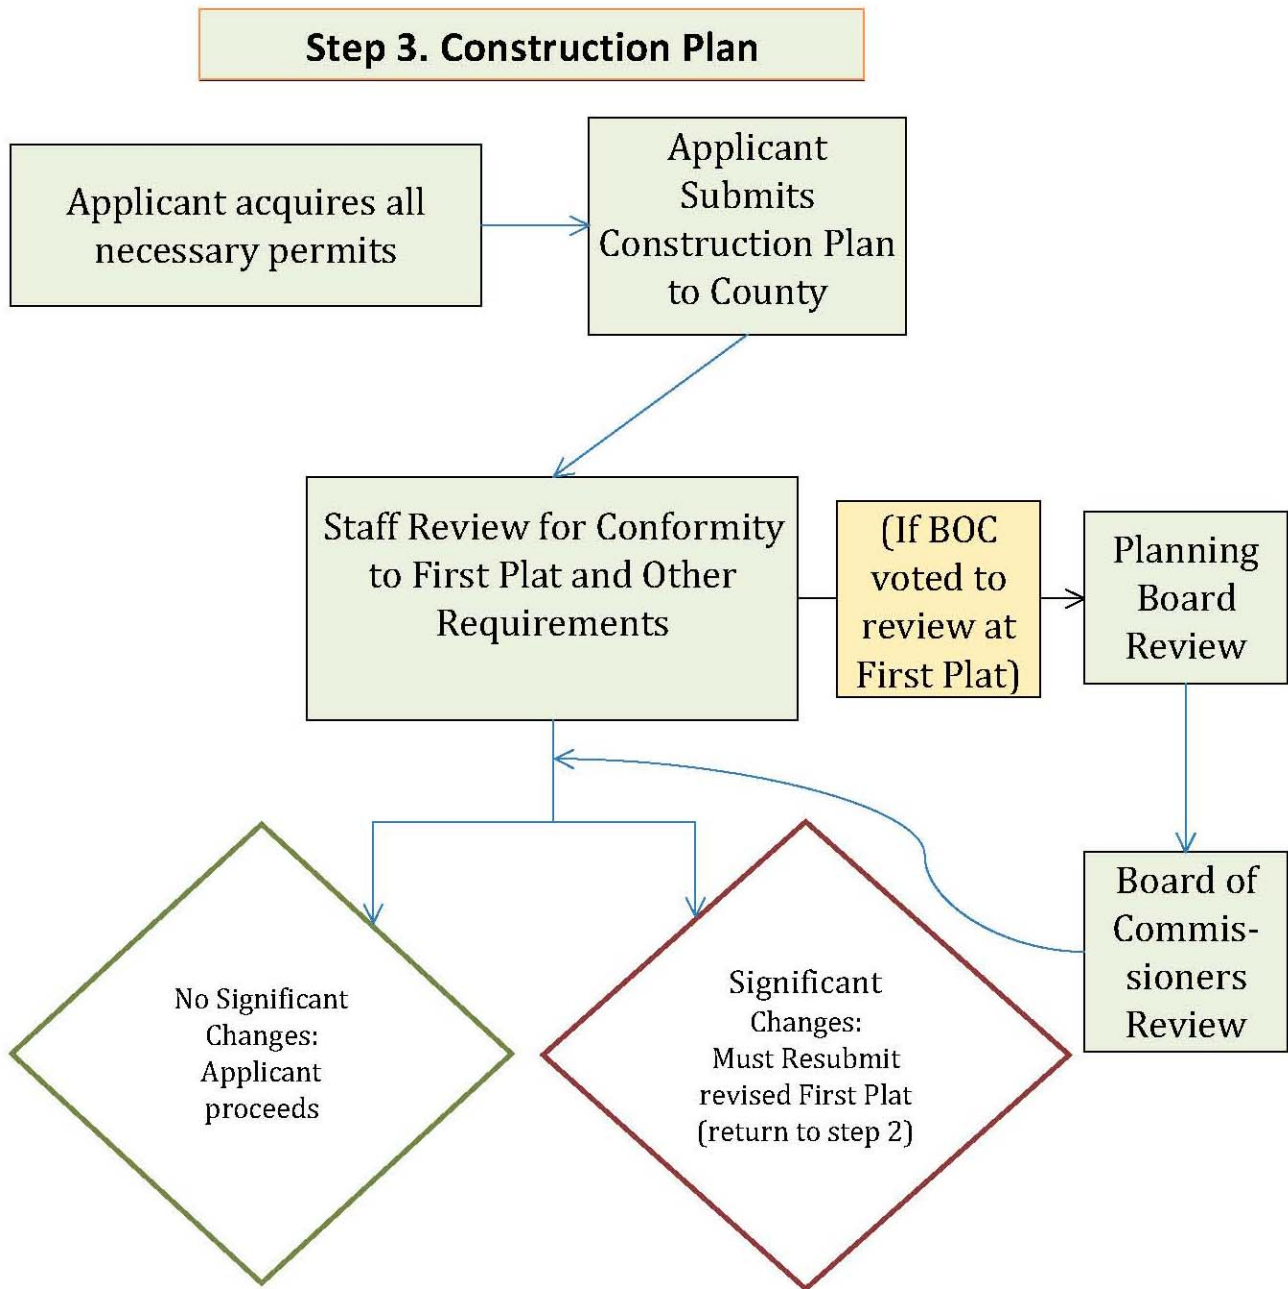 Step 3. Construction Plan
Applicant acquires all
necessary permits
Applicant
Submits
Construction Plan
to County
Staff Review for Conformity
to First Plat and Other
Requirements
(If BOC
voted to
review at
First Plat)
Planning
Board
Review
Board of
Commis-
sioners
Review
No Significant
Changes:
Applicant
proceeds
Significant
Changes:
Must Resubmit
revised First Plat
(return to step 2)